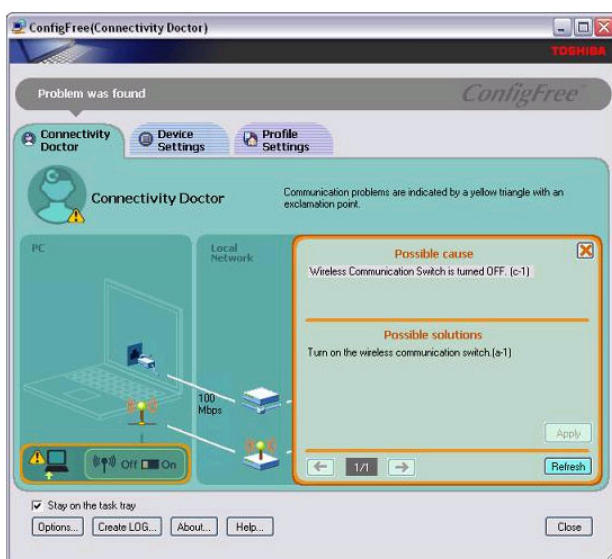 ConfigFree(Connectivity Doctor)
TOSHIBA
Problem was found
ConfigFree™
Connectivity
Doctor
Device
Settings
Profile
Settings
Connectivity Doctor
Communication problems are indicated by a yellow triangle with an
exclamation point.
PC
Local
Network
100
Mbps
Off On
Possible cause
Wireless Communication Switch is turned OFF. (c-1)
Possible solutions
Turn on the wireless communication switch.(a-1)
Apply
1/1
Refresh
Stay on the task tray
Options...
Create LOG...
About...
Help...
Close